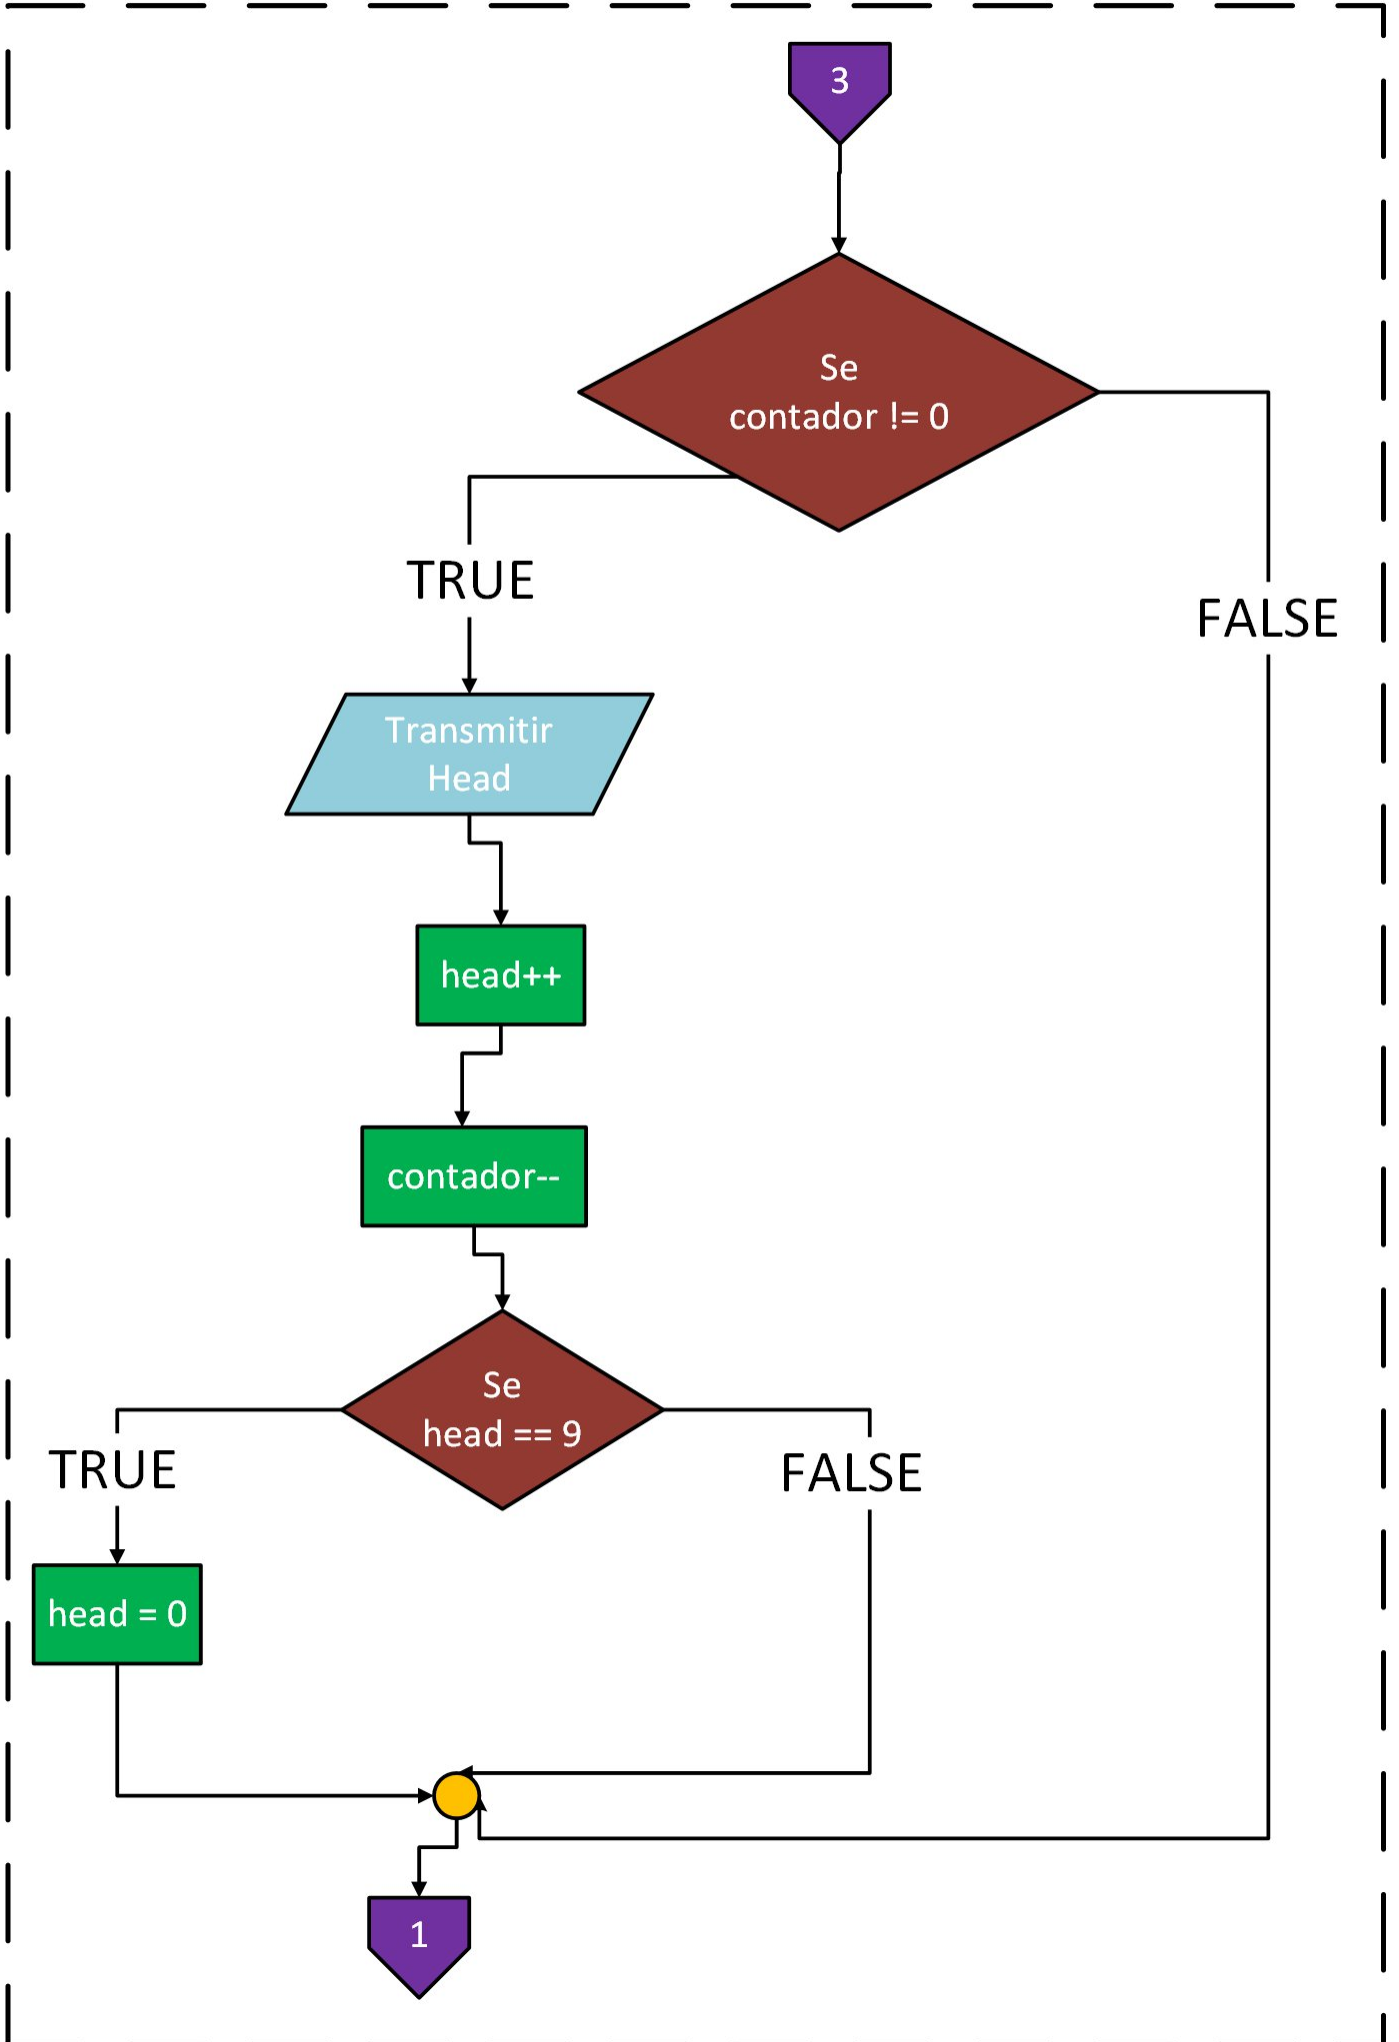 3
Se
contador != 0
TRUE
FALSE
Transmitir
Head
head++
contador--
Se
head == 9
TRUE
FALSE
head = 0
1